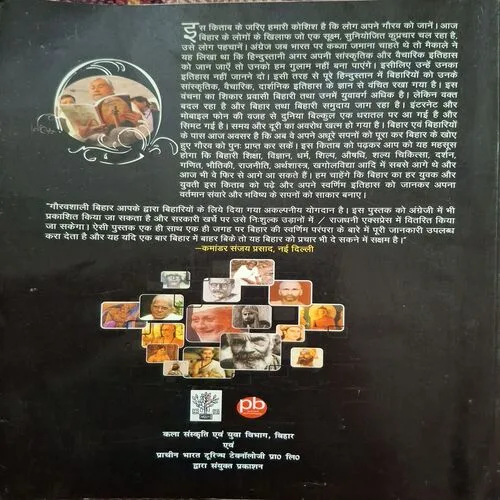 इस किताब के जरिए हमारी कोशिश है कि लोग अपने गौरव को जानें। आज
बिहार के लोगों के खिलाफ जो एक सूक्ष्म, सुनियोजित कुप्रचार चल रहा है,
उसे लोग पहचानें। अंग्रेज जब भारत पर कब्जा जमाना चाहते थे तो मैकाले ने
यह लिखा था कि हिन्दुस्तानी अगर अपनी सांस्कृतिक और वैचारिक इतिहास
को जान जाएँ तो उनको हम गुलाम नहीं बना पाएंगे। इसीलिए उन्हें उनका
इतिहास नहीं जानने दो। इसी तरह से पूरे हिन्दुस्तान में बिहारियों को उनके
सांस्कृतिक, वैचारिक, दार्शनिक इतिहास के ज्ञान से वंचित रखा गया है। इस
वंचना का शिकार प्रवासी बिहारी तथा उनमें युवावर्ग अधिक है। लेकिन वक्त
बदल रहा है और बिहार तथा बिहारी समुदाय जाग रहा है। इंटरनेट और
मोबाइल फोन की वजह से दुनिया बिल्कुल एक धरातल पर आ गई है और
सिमट गई है। समय और दूरी का अवरोध खत्म हो गया है। बिहार एवं बिहारियों
के पास आज अवसर है कि अब वे अपने अधूरे सपनों को पूरा कर बिहार के खोए
हुए गौरव को पुनः प्राप्त कर सकें। इस किताब को पढ़कर आप को यह महसूस
होगा कि बिहारी शिक्षा, विज्ञान, धर्म, शिल्प, औषधि, शल्य चिकित्सा, दर्शन,
गणित, भौतिकी, राजनीति, अर्थशास्त्र, खगोलविद्या आदि में सबसे आगे थे और
आज भी वे फिर से आगे आ सकते हैं। हम चाहेंगे कि बिहार का हर युवक और
युवती इस किताब को पढ़े और अपने स्वर्णिम इतिहास को जानकर अपना
वर्तमान संवारे और भविष्य के सपनों को साकार बनाए।
"गौरवशाली बिहार आपके द्वारा बिहारियों के लिये दिया गया अकल्पनीय योगदान है। इस पुस्तक को अंग्रेजी में भी
प्रकाशित किया जा सकता है और सरकारी खर्च पर उसे निःशुल्क उड़ानों में / राजधानी एक्सप्रेस में वितरित किया
जा सकेगा। ऐसी पुस्तक एक ही साथ एक ही जगह पर बिहार की स्वर्णिम परंपरा के बारे में पूरी जानकारी उपलब्ध
करा देता है और यह यदि एक बार बिहार में बाहर बिके तो यह बिहार को प्रचार भी दे सकने में सक्षम है।"
–कमांडर संजय प्रसाद, नई दिल्ली
pb
कला संस्कृति एवं युवा विभाग, बिहार
एवं
प्राचीन भारत टूरिज्म टेक्नोलॉजी प्रा० लि०
द्वारा संयुक्त प्रकाशन